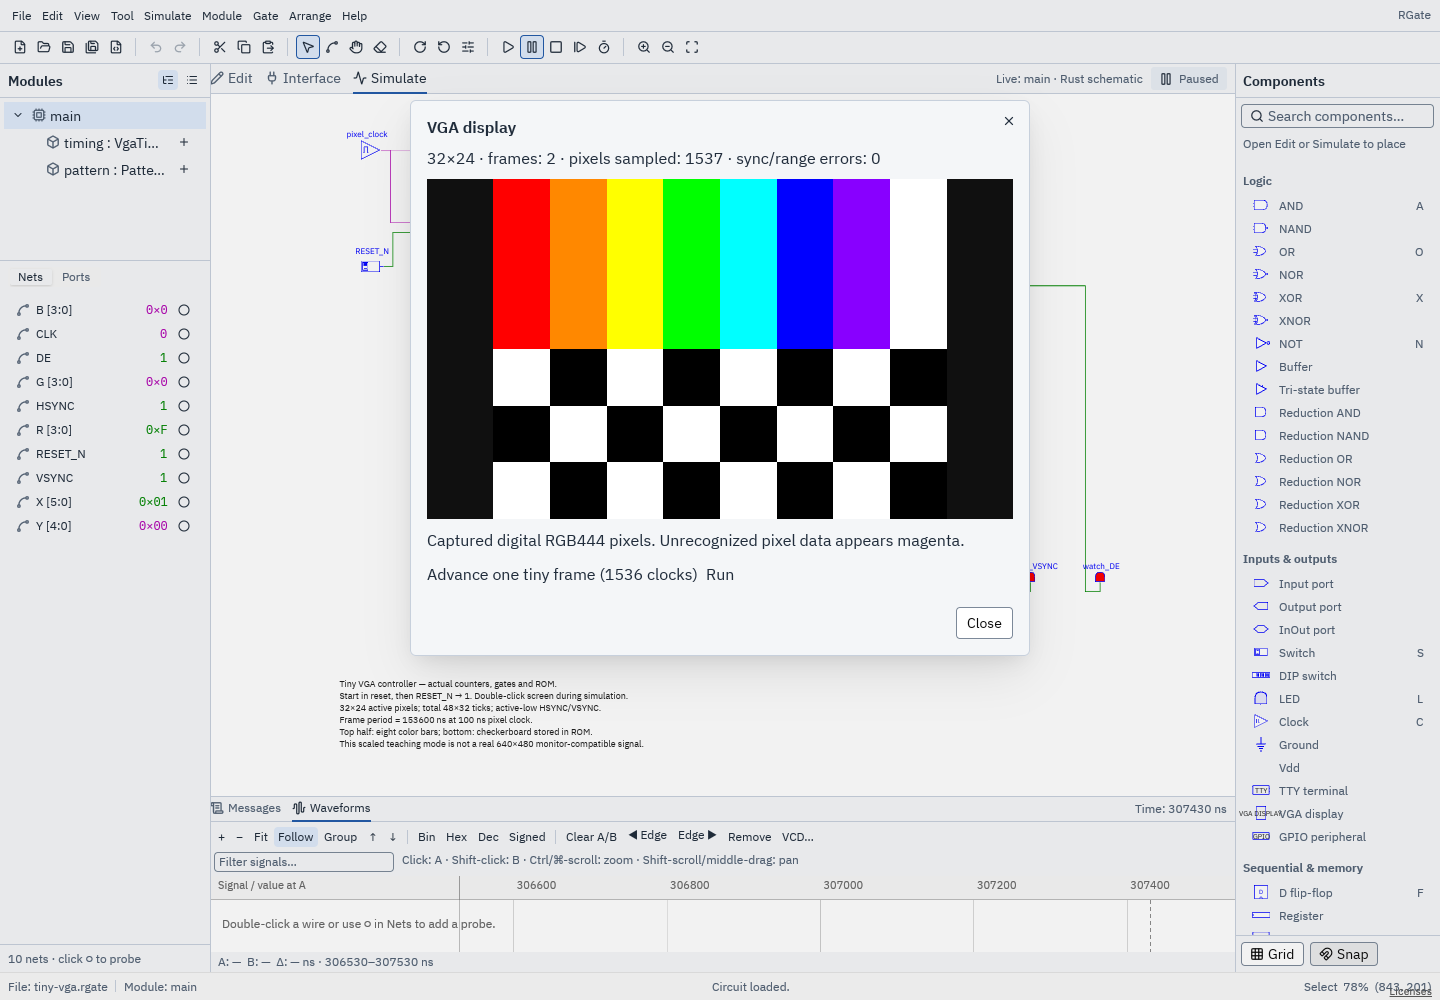 File Edit View Tool Simulate Module Gate Arrange Help
RGate
Modules
Edit Interface Simulate
Live: main · Rust schematic
Paused
Components
main
timing : VgaTi...
pattern : Patte...
Nets Ports
B [3:0] 0×0
CLK 0
DE 1
G [3:0] 0×0
HSYNC 1
R [3:0] 0×F
RESET_N 1
VSYNC 1
X [5:0] 0×01
Y [4:0] 0×00
10 nets · click o to probe
pixel_clock
RESET_N
VGA display
32×24 · frames: 2 · pixels sampled: 1537 · sync/range errors: 0
Captured digital RGB444 pixels. Unrecognized pixel data appears magenta.
Advance one tiny frame (1536 clocks) Run
Close
_VSYNC
watch_DE
Tiny VGA controller — actual counters, gates and ROM.
Start in reset, then RESET_N → 1. Double-click screen during simulation.
32×24 active pixels; total 48×32 ticks; active-low HSYNC/VSYNC.
Frame period = 153600 ns at 100 ns pixel clock.
Top half: eight color bars; bottom: checkerboard stored in ROM.
This scaled teaching mode is not a real 640×480 monitor-compatible signal.
Messages Waveforms
Time: 307430 ns
+ − Fit Follow Group ↑ ↓ Bin Hex Dec Signed Clear A/B ◀ Edge Edge ▶ Remove VCD...
Filter signals...
Click: A · Shift-click: B · Ctrl/⌘-scroll: zoom · Shift-scroll/middle-drag: pan
Signal / value at A
306600 306800 307000 307200 307400
Double-click a wire or use o in Nets to add a probe.
A: — B: — Δ: — ns · 306530–307530 ns
Search components...
Open Edit or Simulate to place
Logic
AND A
NAND
OR O
NOR
XOR X
XNOR
NOT N
Buffer
Tri-state buffer
Reduction AND
Reduction NAND
Reduction OR
Reduction NOR
Reduction XOR
Reduction XNOR
Inputs & outputs
Input port
Output port
InOut port
Switch S
DIP switch
LED L
Clock C
Ground
Vdd
TTY TTY terminal
VGA DISPLAY VGA display
GPIO GPIO peripheral
Sequential & memory
D D flip-flop F
Register
Grid Snap
File: tiny-vga.rgate Module: main
Circuit loaded.
Select 78% (843, 201)
Licenses